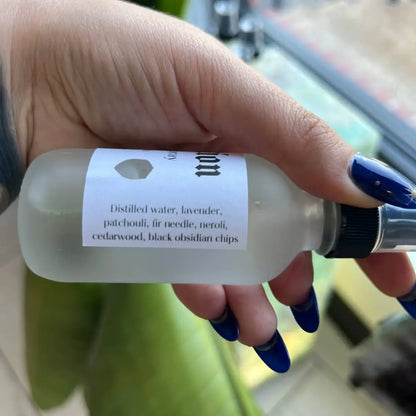 Distilled water, lavender,
patchouli, fir needle, neroli,
cedarwood, black obsidian chips